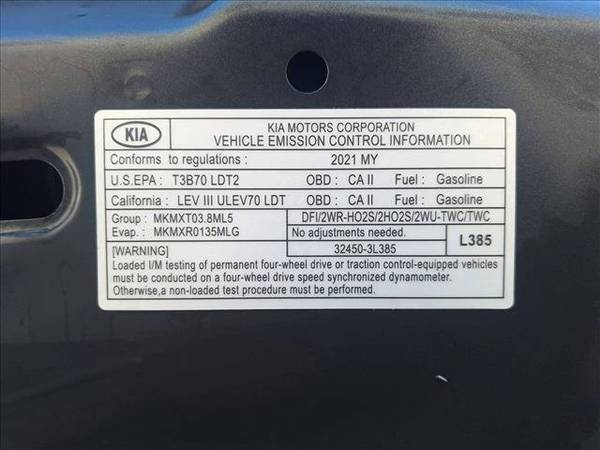 KIA
KIA MOTORS CORPORATION
VEHICLE EMISSION CONTROL INFORMATION
Conforms to regulations : 2021 MY
U.S.EPA : T3B70 LDT2 OBD : CA II Fuel : Gasoline
California : LEV III ULEV70 LDT OBD : CA II Fuel : Gasoline
Group : MKMXT03.8ML5 DFI/2WR-HO2S/2HO2S/2WU-TWC/TWC
Evap. : MKMXR0135MLG No adjustments needed. L385
[WARNING] 32450-3L385
Loaded I/M testing of permanent four-wheel drive or traction control-equipped vehicles
must be conducted on a four-wheel drive speed synchronized dynamometer.
Otherwise,a non-loaded test procedure must be performed.